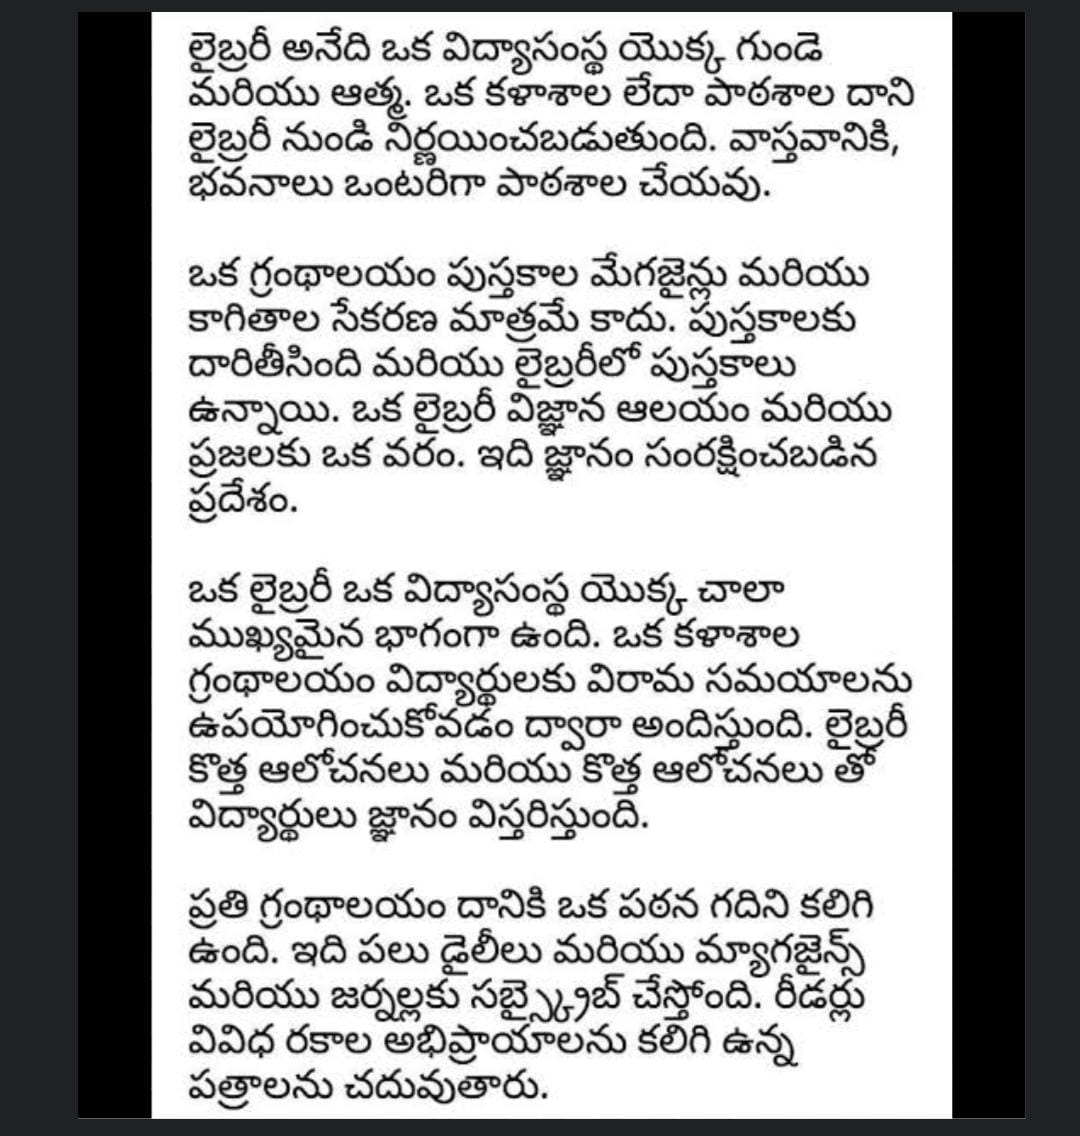 లైబ్రరీ అనేది ఒక విద్యాసంస్థ యొక్క గుండె
మరియు ఆత్మ. ఒక కళాశాల లేదా పాఠశాల దాని
లైబ్రరీ నుండి నిర్ణయించబడుతుంది. వాస్తవానికి,
భవనాలు ఒంటరిగా పాఠశాల చేయవు.
ఒక గ్రంథాలయం పుస్తకాల మేగజైన్లు మరియు
కాగితాల సేకరణ మాత్రమే కాదు. పుస్తకాలకు
దారితీసింది మరియు లైబ్రరీలో పుస్తకాలు
ఉన్నాయి. ఒక లైబ్రరీ విజ్ఞాన ఆలయం మరియు
ప్రజలకు ఒక వరం. ఇది జ్ఞానం సంరక్షించబడిన
ప్రదేశం.
ఒక లైబ్రరీ ఒక విద్యాసంస్థ యొక్క చాలా
ముఖ్యమైన భాగంగా ఉంది. ఒక కళాశాల
గ్రంథాలయం విద్యార్థులకు విరామ సమయాలను
ఉపయోగించుకోవడం ద్వారా అందిస్తుంది. లైబ్రరీ
కొత్త ఆలోచనలు మరియు కొత్త ఆలోచనలు తో
విద్యార్థులు జ్ఞానం విస్తరిస్తుంది.
ప్రతి గ్రంథాలయం దానికి ఒక పఠన గదిని కలిగి
ఉంది. ఇది పలు డైలీలు మరియు మ్యాగజైన్స్
మరియు జర్నల్లకు సబ్స్క్రైబ్ చేస్తోంది. రీడర్లు
వివిధ రకాల అభిప్రాయాలను కలిగి ఉన్న
పత్రాలను చదువుతారు.